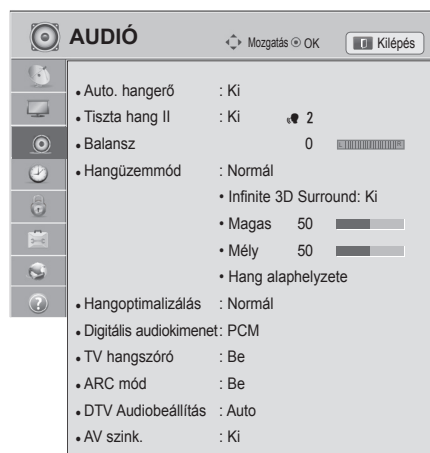 AUDIÓ Mozgatás OK Kilépés
• Auto. hangerő : Ki
• Tiszta hang II : Ki 2
• Balansz 0 L R
• Hangüzemmód : Normál
• Infinite 3D Surround: Ki
• Magas 50
• Mély 50
• Hang alaphelyzete
• Hangoptimalizálás : Normál
• Digitális audiokimenet : PCM
• TV hangszóró : Be
• ARC mód : Be
• DTV Audiobeállítás : Auto
• AV szink. : Ki